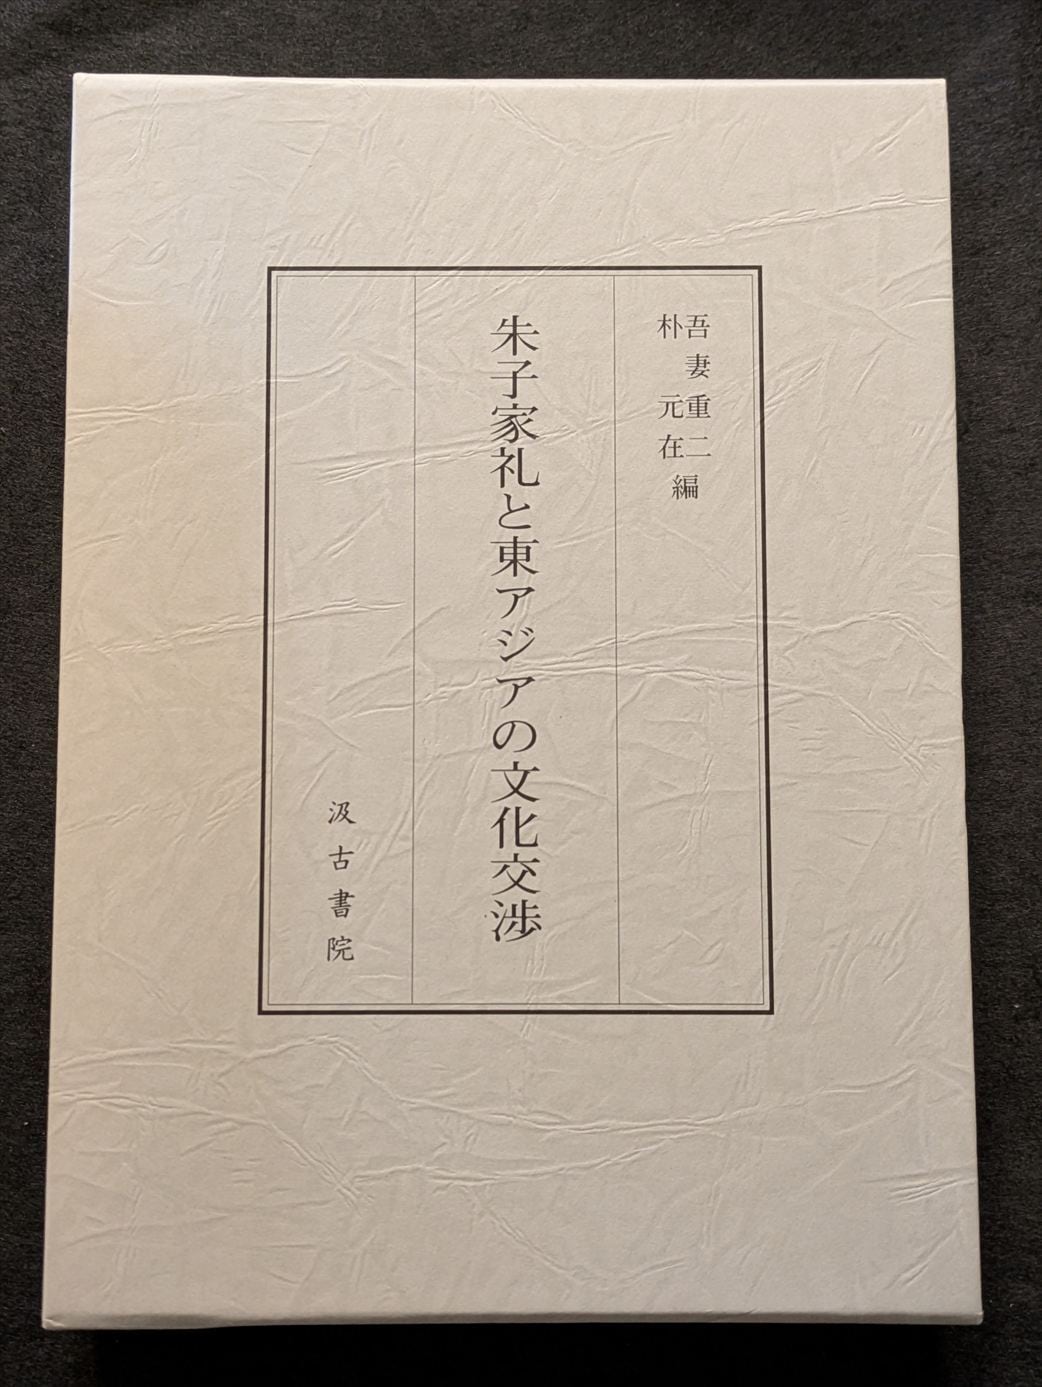 吾妻重二
朴元在
編
朱子家礼と東アジアの文化交渉
汲古書院